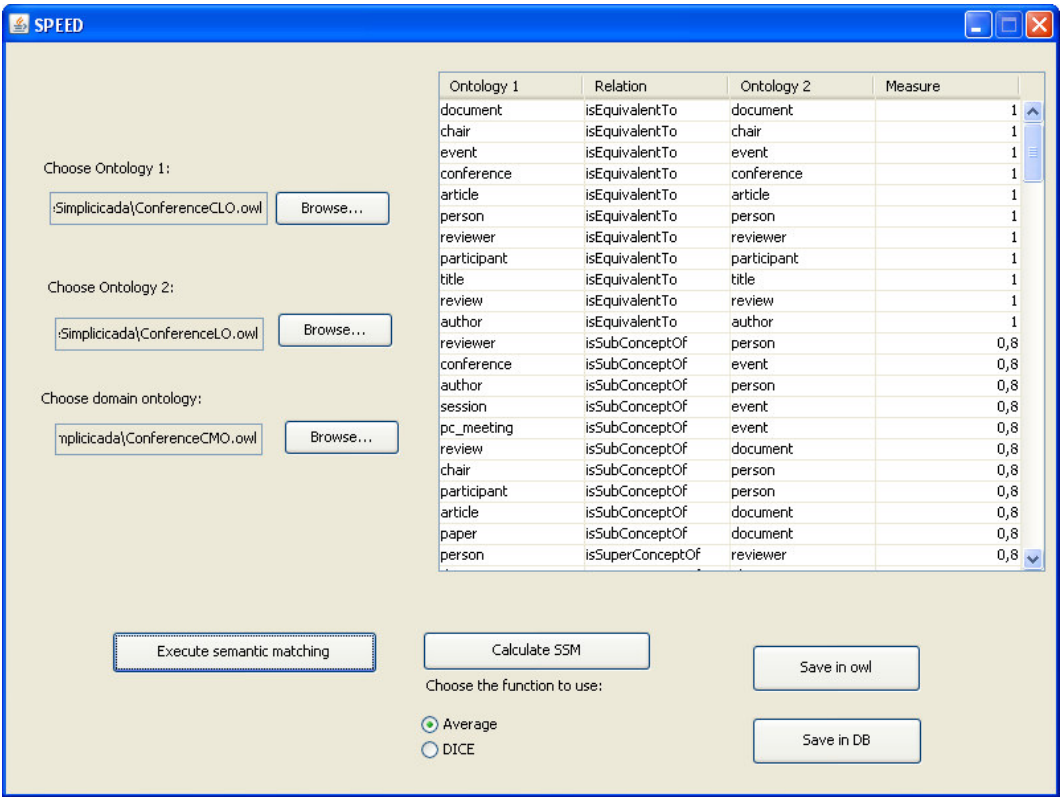 SPEED
Choose Ontology 1:
:Simplicicada\ConferenceCLO.owl Browse...
Choose Ontology 2:
:Simplicicada\ConferenceLO.owl Browse...
Choose domain ontology:
nplicicada\ConferenceCMO.owl Browse...
Ontology 1 Relation Ontology 2 Measure
document isEquivalentTo document 1
chair isEquivalentTo chair 1
event isEquivalentTo event 1
conference isEquivalentTo conference 1
article isEquivalentTo article 1
person isEquivalentTo person 1
reviewer isEquivalentTo reviewer 1
participant isEquivalentTo participant 1
title isEquivalentTo title 1
review isEquivalentTo review 1
author isEquivalentTo author 1
reviewer isSubConceptOf person 0,8
conference isSubConceptOf event 0,8
author isSubConceptOf person 0,8
session isSubConceptOf event 0,8
pc_meeting isSubConceptOf event 0,8
review isSubConceptOf document 0,8
chair isSubConceptOf person 0,8
participant isSubConceptOf person 0,8
article isSubConceptOf document 0,8
paper isSubConceptOf document 0,8
person isSuperConceptOf reviewer 0,8
Execute semantic matching
Calculate SSM
Choose the function to use:
Average
DICE
Save in owl
Save in DB